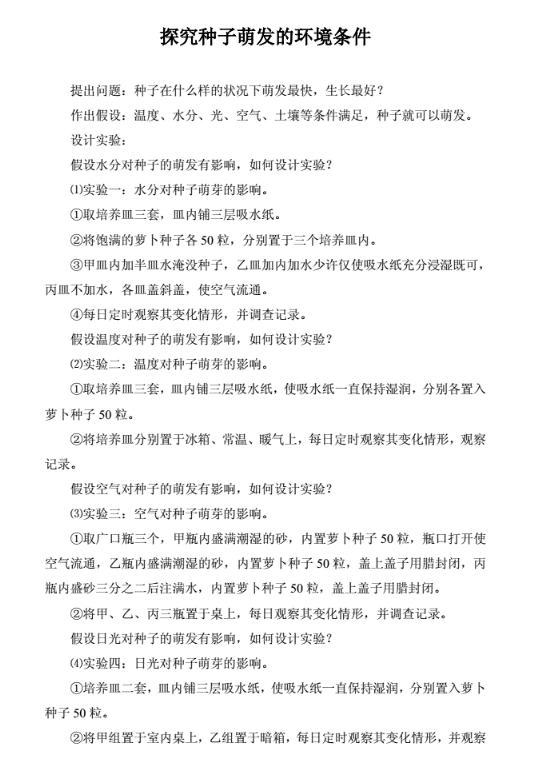 探究种子萌发的环境条件
提出问题：种子在什么样的状况下萌发最快，生长最好？
作出假设：温度、水分、光、空气、土壤等条件满足，种子就可以萌发。
设计实验：
假设水分对种子的萌发有影响，如何设计实验？
⑴实验一：水分对种子萌芽的影响。
①取培养皿三套，皿内铺三层吸水纸。
②将饱满的萝卜种子各 50 粒，分别置于三个培养皿内。
③甲皿内加半皿水淹没种子，乙皿加内加水少许仅使吸水纸充分浸湿既可，
丙皿不加水，各皿盖斜盖，使空气流通。
④每日定时观察其变化情形，并调查记录。
假设温度对种子的萌发有影响，如何设计实验？
⑵实验二：温度对种子萌芽的影响。
①取培养皿三套，皿内铺三层吸水纸，使吸水纸一直保持湿润，分别各置入
萝卜种子 50 粒。
②将培养皿分别置于冰箱、常温、暖气上，每日定时观察其变化情形，观察
记录。
假设空气对种子的萌发有影响，如何设计实验？
⑶实验三：空气对种子萌芽的影响。
①取广口瓶三个，甲瓶内盛满潮湿的砂，内置萝卜种子 50 粒，瓶口打开使
空气流通，乙瓶内盛满潮湿的砂，内置萝卜种子 50 粒，盖上盖子用腊封闭，丙
瓶内盛砂三分之二后注满水，内置萝卜种子 50 粒，盖上盖子用腊封闭。
②将甲、乙、丙三瓶置于桌上，每日观察其变化情形，并调查记录。
假设日光对种子的萌发有影响，如何设计实验？
⑷实验四：日光对种子萌芽的影响。
①培养皿二套，皿内铺三层吸水纸，使吸水纸一直保持湿润，分别置入萝卜
种子 50 粒。
②将甲组置于室内桌上，乙组置于暗箱，每日定时观察其变化情形，并观察